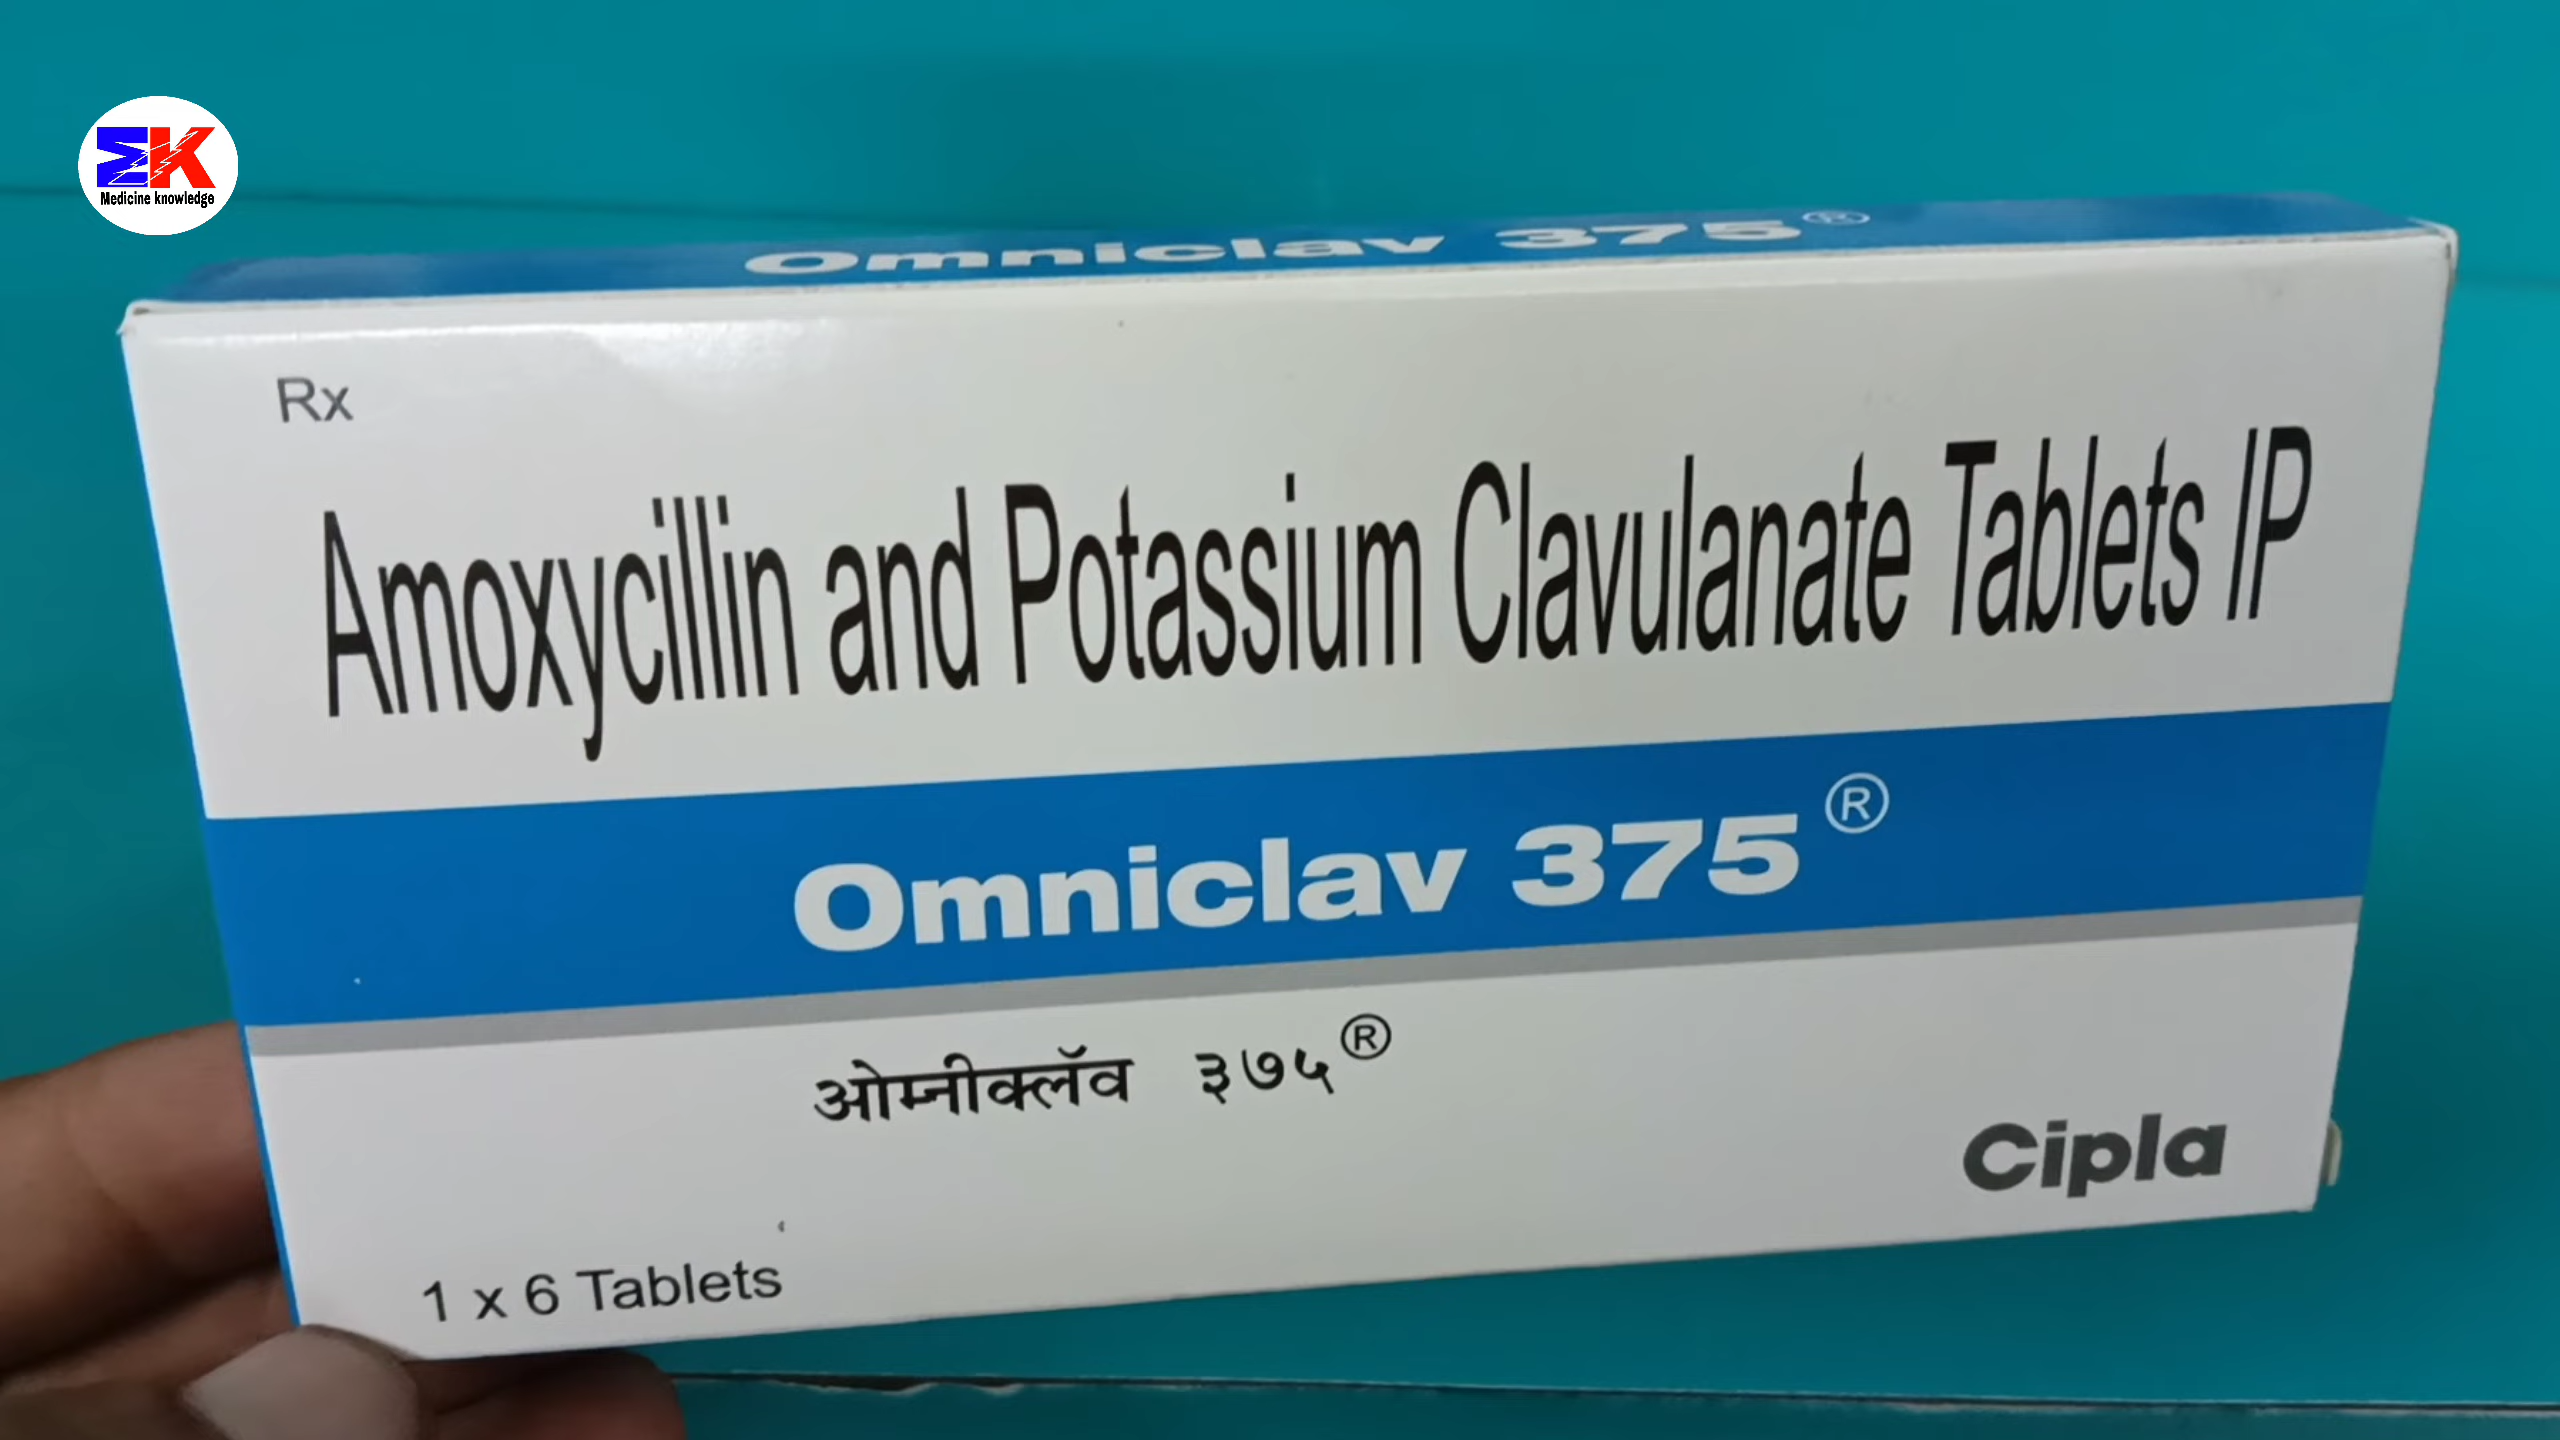 EK
Medicine knowledge
Omniclav 375®
Rx
Amoxycillin and Potassium Clavulanate Tablets IP
Omniclav 375®
ओम्नीक्लॅव ३७५®
Cipla
1 x 6 Tablets